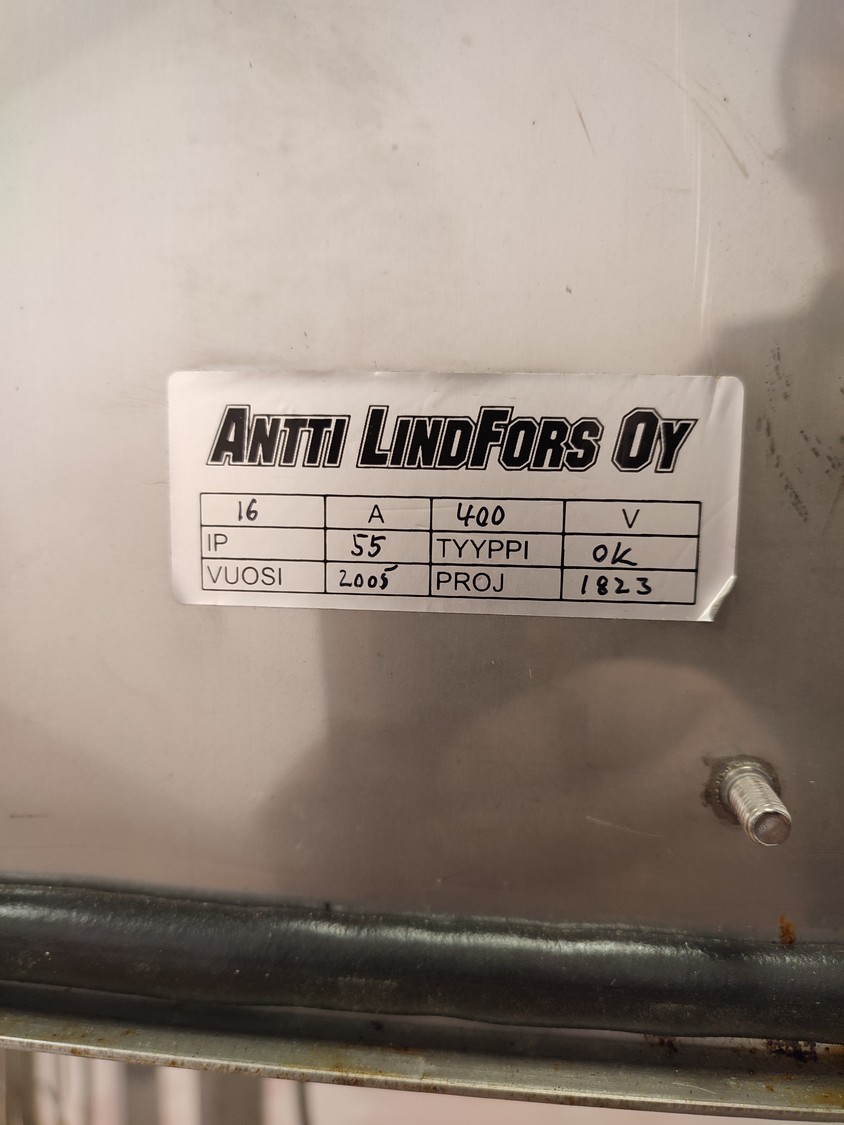 ANTTI LINDFORS OY
16 A 400 V
IP 55 TYYPPI OK
VUOSI 2005 PROJ 1823